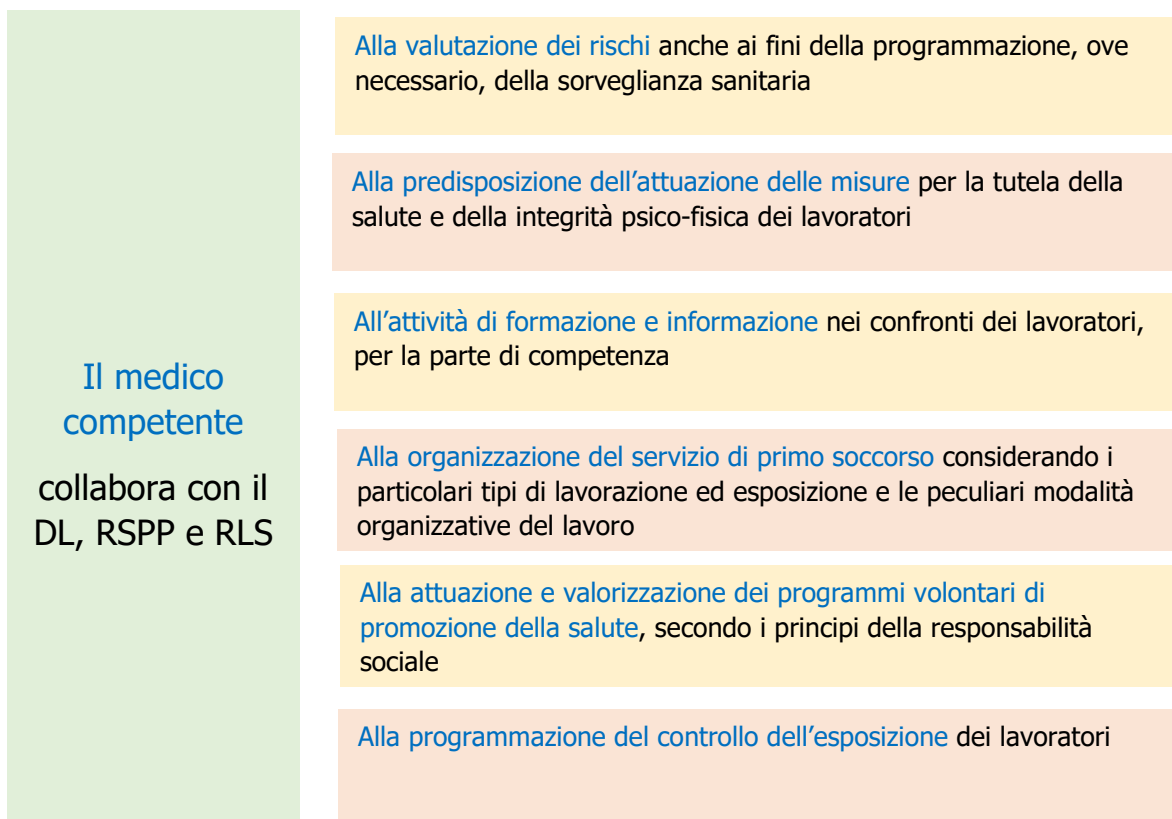 Il medico
competente
collabora con il
DL, RSPP e RLS
Alla valutazione dei rischi anche ai fini della programmazione, ove
necessario, della sorveglianza sanitaria
Alla predisposizione dell’attuazione delle misure per la tutela della
salute e della integrità psico-fisica dei lavoratori
All’attività di formazione e informazione nei confronti dei lavoratori,
per la parte di competenza
Alla organizzazione del servizio di primo soccorso considerando i
particolari tipi di lavorazione ed esposizione e le peculiari modalità
organizzative del lavoro
Alla attuazione e valorizzazione dei programmi volontari di
promozione della salute, secondo i principi della responsabilità
sociale
Alla programmazione del controllo dell’esposizione dei lavoratori